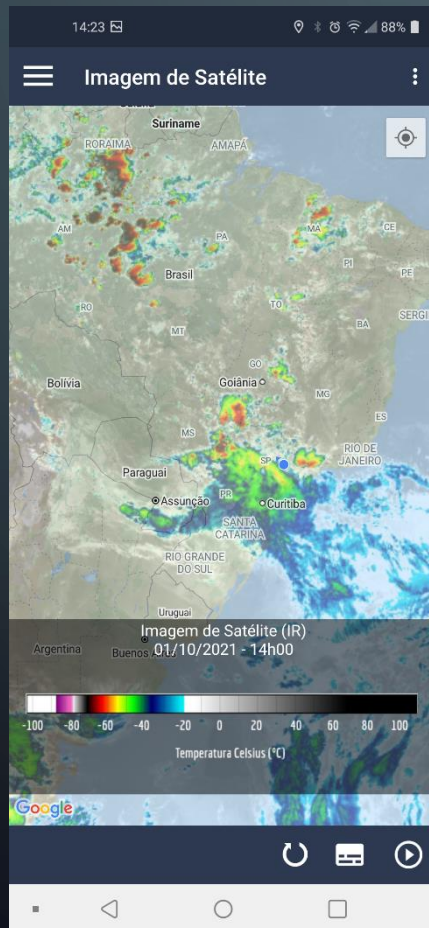 14:23
88%
Imagem de Satélite
Suriname
RORAIMA
AMAPÁ
AM
PA
MA
CE
Brasil
PI
PE
RO
TO
SERGI
MT
BA
GO
Bolívia
Goiânia
MG
ES
MS
RIO DE
JANEIRO
SP
Paraguai
Assunção
PR
Curitiba
SANTA
CATARINA
RIO GRANDE
DO SUL
Uruguai
Imagem de Satélite (IR)
Argentina
Buenos Aires
01/10/2021 - 14h00
-100 -80 -60 -40 -20 0 20 40 60 80 100
Temperatura Celsius (°C)
Google